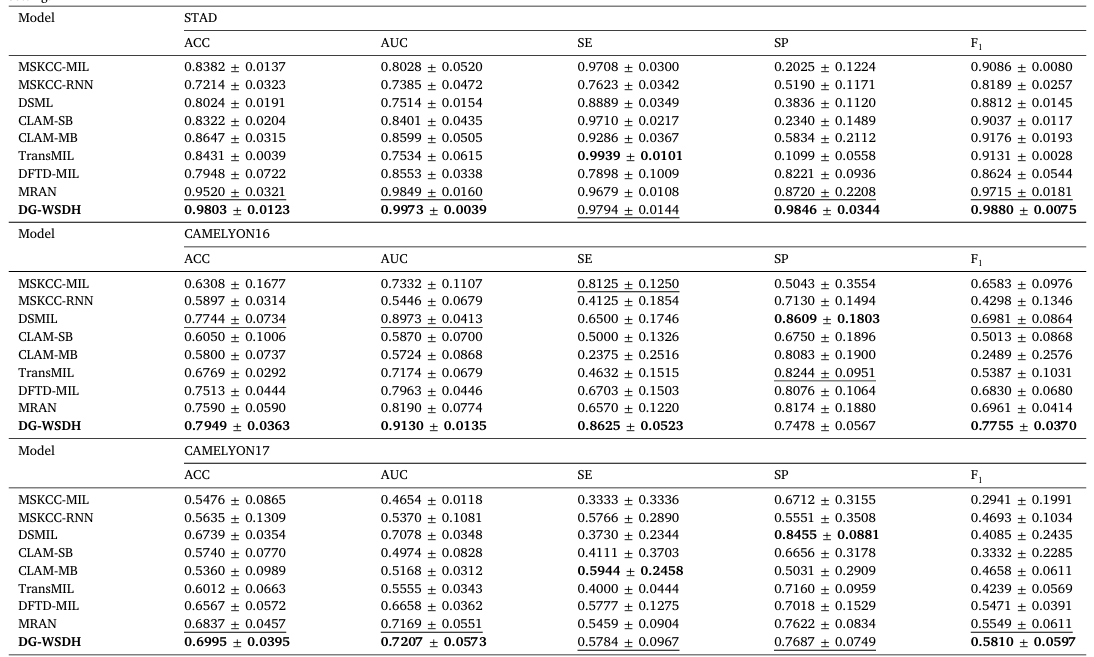 Model STAD
ACC AUC SE SP F1
MSKCC-MIL 0.8382 ± 0.0137 0.8028 ± 0.0520 0.9708 ± 0.0300 0.2025 ± 0.1224 0.9086 ± 0.0080
MSKCC-RNN 0.7214 ± 0.0323 0.7385 ± 0.0472 0.7623 ± 0.0342 0.5190 ± 0.1171 0.8189 ± 0.0257
DSML 0.8024 ± 0.0191 0.7514 ± 0.0154 0.8889 ± 0.0349 0.3836 ± 0.1120 0.8812 ± 0.0145
CLAM-SB 0.8322 ± 0.0204 0.8401 ± 0.0435 0.9710 ± 0.0217 0.2340 ± 0.1489 0.9037 ± 0.0117
CLAM-MB 0.8647 ± 0.0315 0.8599 ± 0.0505 0.9286 ± 0.0367 0.5834 ± 0.2112 0.9176 ± 0.0193
TransMIL 0.8431 ± 0.0039 0.7534 ± 0.0615 0.9939 ± 0.0101 0.1099 ± 0.0558 0.9131 ± 0.0028
DFTD-MIL 0.7948 ± 0.0722 0.8553 ± 0.0338 0.7898 ± 0.1009 0.8221 ± 0.0936 0.8624 ± 0.0544
MRAN 0.9520 ± 0.0321 0.9849 ± 0.0160 0.9679 ± 0.0108 0.8720 ± 0.2208 0.9715 ± 0.0181
DG-WSDH 0.9803 ± 0.0123 0.9973 ± 0.0039 0.9794 ± 0.0144 0.9846 ± 0.0344 0.9880 ± 0.0075
Model CAMELYON16
ACC AUC SE SP F1
MSKCC-MIL 0.6308 ± 0.1677 0.7332 ± 0.1107 0.8125 ± 0.1250 0.5043 ± 0.3554 0.6583 ± 0.0976
MSKCC-RNN 0.5897 ± 0.0314 0.5446 ± 0.0679 0.4125 ± 0.1854 0.7130 ± 0.1494 0.4298 ± 0.1346
DSMIL 0.7744 ± 0.0734 0.8973 ± 0.0413 0.6500 ± 0.1746 0.8609 ± 0.1803 0.6981 ± 0.0864
CLAM-SB 0.6050 ± 0.1006 0.5870 ± 0.0700 0.5000 ± 0.1326 0.6750 ± 0.1896 0.5013 ± 0.0868
CLAM-MB 0.5800 ± 0.0737 0.5724 ± 0.0868 0.2375 ± 0.2516 0.8083 ± 0.1900 0.2489 ± 0.2576
TransMIL 0.6769 ± 0.0292 0.7174 ± 0.0679 0.4632 ± 0.1515 0.8244 ± 0.0951 0.5387 ± 0.1031
DFTD-MIL 0.7513 ± 0.0444 0.7963 ± 0.0446 0.6703 ± 0.1503 0.8076 ± 0.1064 0.6830 ± 0.0680
MRAN 0.7590 ± 0.0590 0.8190 ± 0.0774 0.6570 ± 0.1220 0.8174 ± 0.1880 0.6961 ± 0.0414
DG-WSDH 0.7949 ± 0.0363 0.9130 ± 0.0135 0.8625 ± 0.0523 0.7478 ± 0.0567 0.7755 ± 0.0370
Model CAMELYON17
ACC AUC SE SP F1
MSKCC-MIL 0.5476 ± 0.0865 0.4654 ± 0.0118 0.3333 ± 0.3336 0.6712 ± 0.3155 0.2941 ± 0.1991
MSKCC-RNN 0.5635 ± 0.1309 0.5370 ± 0.1081 0.5766 ± 0.2890 0.5551 ± 0.3508 0.4693 ± 0.1034
DSMIL 0.6739 ± 0.0354 0.7078 ± 0.0348 0.3730 ± 0.2344 0.8455 ± 0.0881 0.4085 ± 0.2435
CLAM-SB 0.5740 ± 0.0770 0.4974 ± 0.0828 0.4111 ± 0.3703 0.6656 ± 0.3178 0.3332 ± 0.2285
CLAM-MB 0.5360 ± 0.0989 0.5168 ± 0.0312 0.5944 ± 0.2458 0.5031 ± 0.2909 0.4658 ± 0.0611
TransMIL 0.6012 ± 0.0663 0.5555 ± 0.0343 0.4000 ± 0.0444 0.7160 ± 0.0959 0.4239 ± 0.0569
DFTD-MIL 0.6567 ± 0.0572 0.6658 ± 0.0362 0.5777 ± 0.1275 0.7018 ± 0.1529 0.5471 ± 0.0391
MRAN 0.6837 ± 0.0457 0.7169 ± 0.0551 0.5459 ± 0.0904 0.7622 ± 0.0834 0.5549 ± 0.0611
DG-WSDH 0.6995 ± 0.0395 0.7207 ± 0.0573 0.5784 ± 0.0967 0.7687 ± 0.0749 0.5810 ± 0.0597